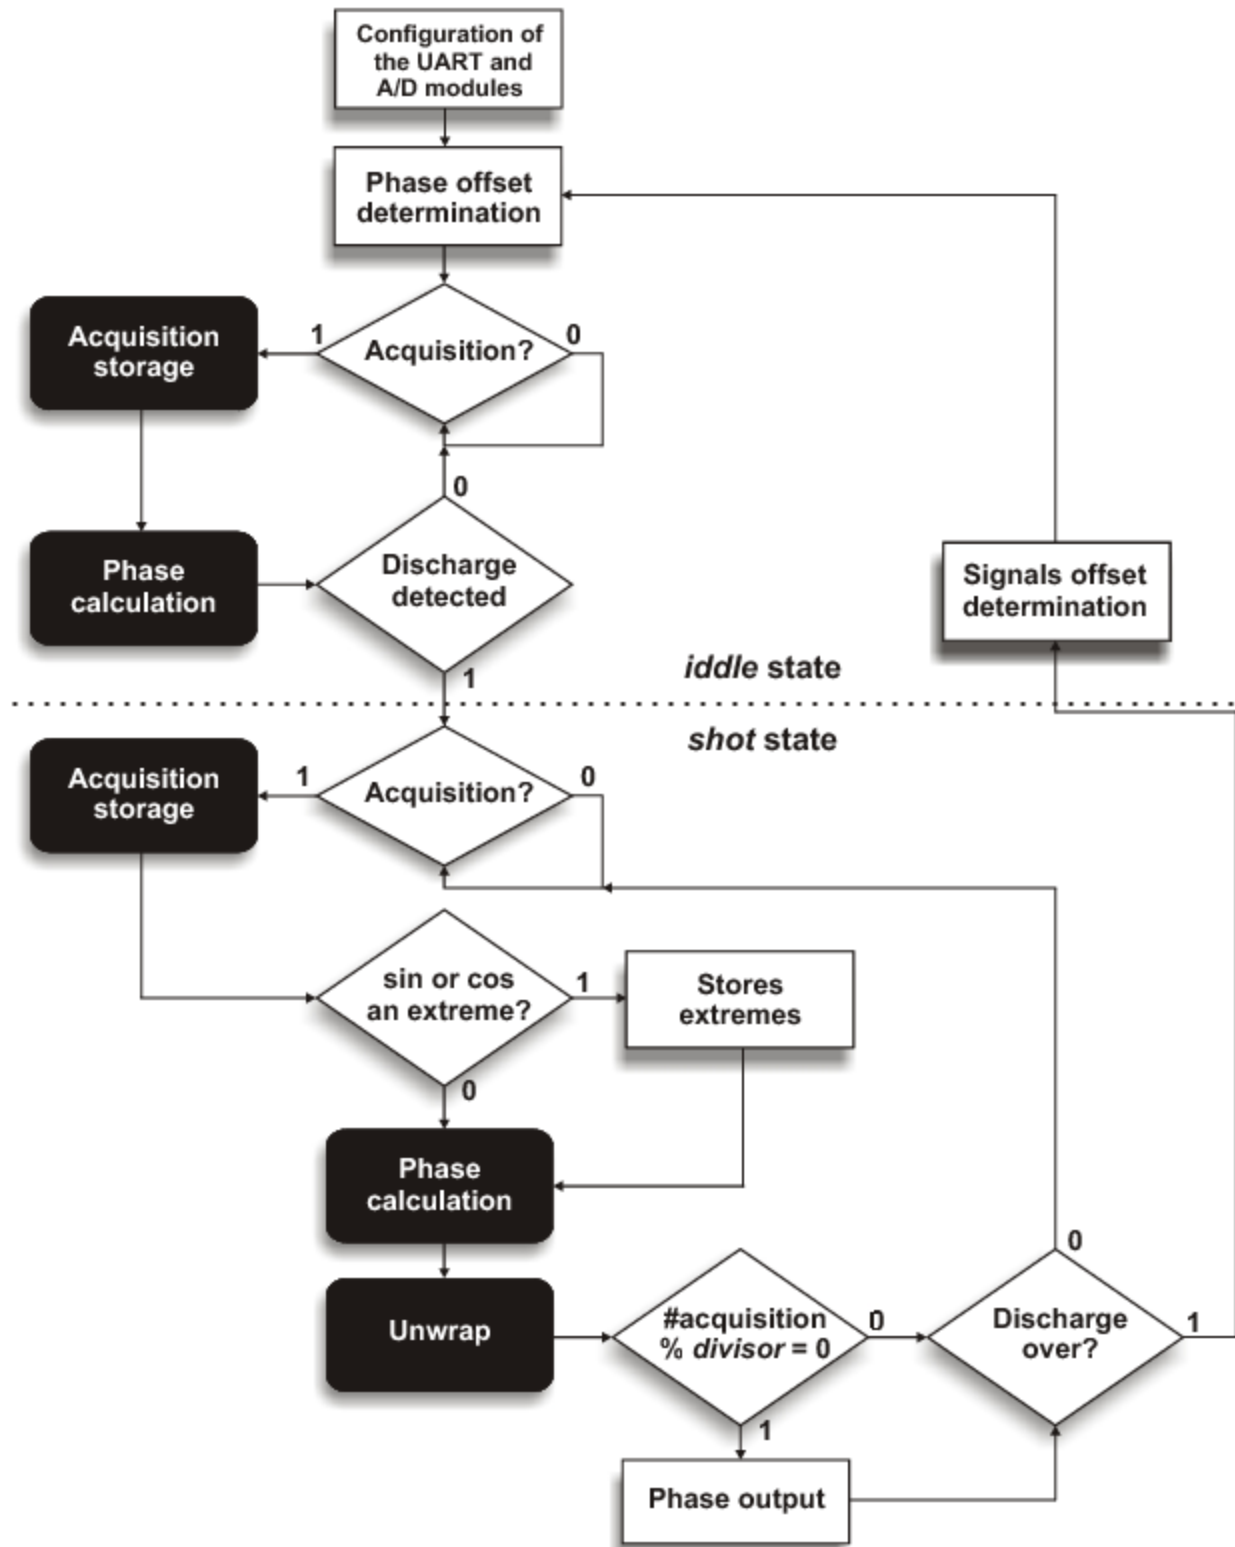 Configuration of
the UART and
A/D modules
Phase offset
determination
Acquisition
storage
1
Acquisition?
0
0
Phase
calculation
Discharge
detected
Signals offset
determination
1
iddle state
shot state
Acquisition
storage
1
Acquisition?
0
sin or cos
an extreme?
1
Stores
extremes
0
Phase
calculation
0
Unwrap
#acquisition
% divisor = 0
0
Discharge
over?
1
1
Phase output